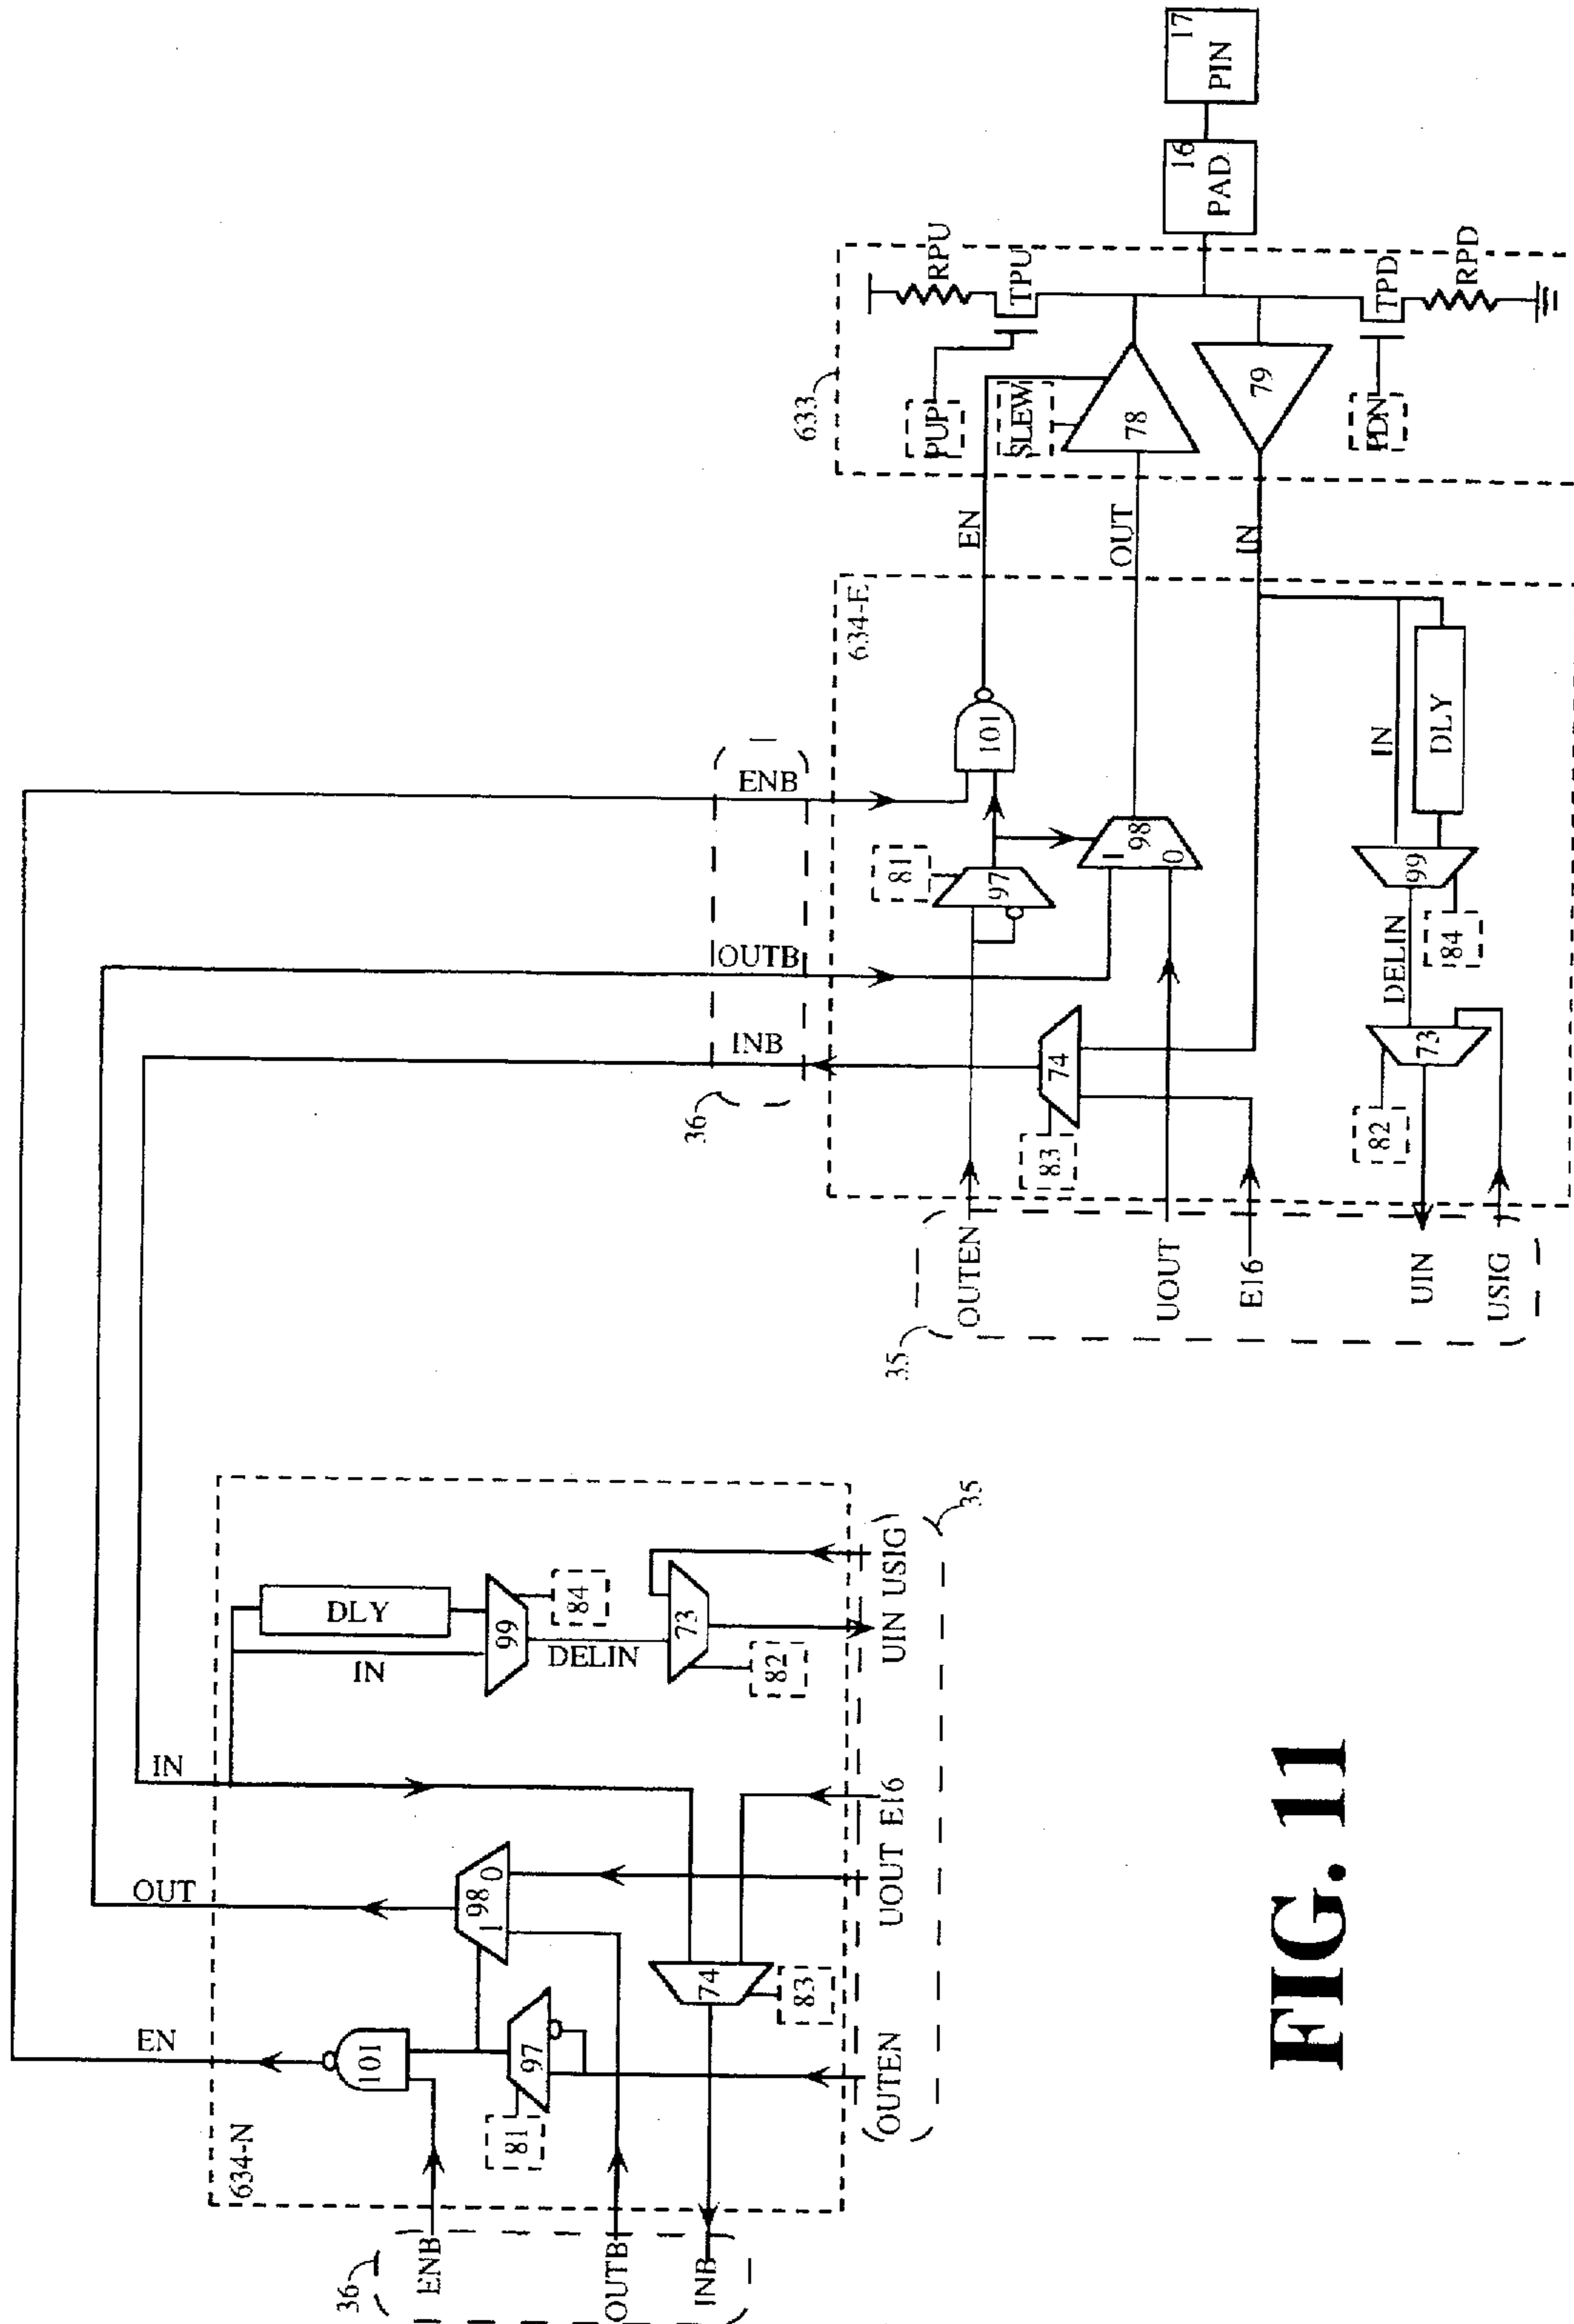 17
PIN
16
PAD
RPU
TPU
633
PUP
SLEW
78
79
TPD
RPD
PDN
EN
OUT
IN
634-E
101
ENB
81
97
98
1
0
OUTB
INB
36
74
83
IN
DLY
99
84
DELIN
73
82
OUTEN
UOUT
E16
UIN
USIG
35
634-N
EN
OUT
IN
DLY
IN
99
84
DELIN
73
82
101
98
1
0
97
81
74
83
ENB
OUTB
INB
36
OUTEN
UOUT E16
UIN USIG
35
FIG. 11